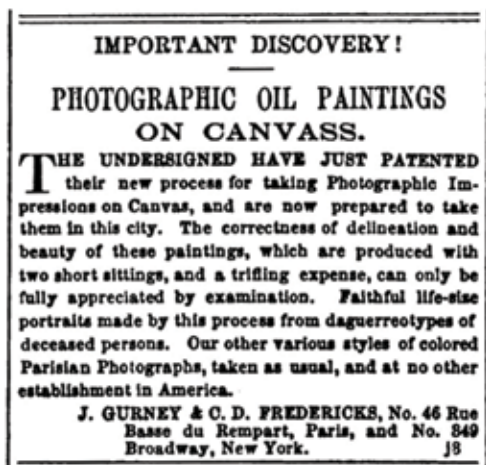 IMPORTANT DISCOVERY!
PHOTOGRAPHIC OIL PAINTINGS
ON CANVASS.
THE UNDERSIGNED HAVE JUST PATENTED
their new process for taking Photographic Im-
pressions on Canvas, and are now prepared to take
them in this city. The correctness of delineation and
beauty of these paintings, which are produced with
two short sittings, and a trifling expense, can only be
fully appreciated by examination. Faithful life-size
portraits made by this process from daguerreotypes of
deceased persons. Our other various styles of colored
Parisian Photographs, taken as usual, and at no other
establishment in America.
J. GURNEY & C. D. FREDERICKS, No. 46 Rue
Basse du Rempart, Paris, and No. 349
Broadway, New York. j8